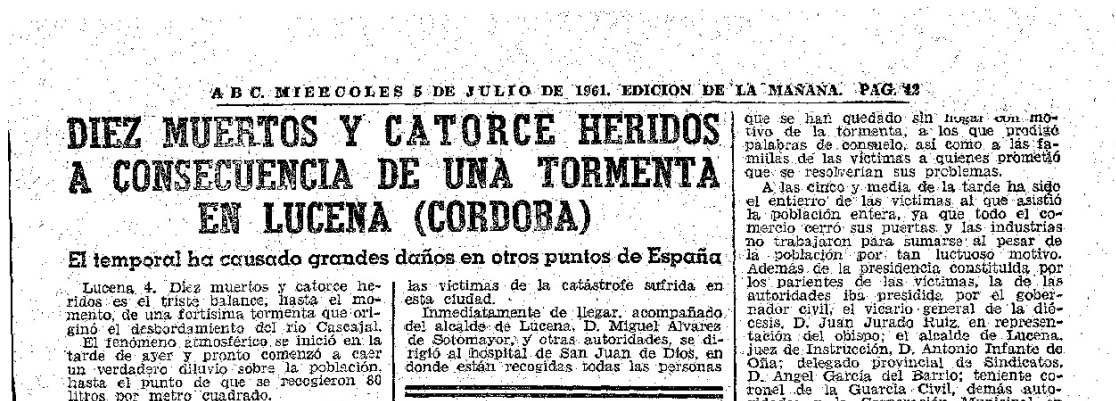 A B C. MIERCOLES 5 DE JULIO DE 1961. EDICION DE LA MAÑANA. PAG. 42
DIEZ MUERTOS Y CATORCE HERIDOS
A CONSECUENCIA DE UNA TORMENTA
EN LUCENA (CORDOBA)
El temporal ha causado grandes daños en otros puntos de España
Lucena 4. Diez muertos y catorce he-
ridos es el triste balance, hasta el mo-
mento, de una fortísima tormenta que ori-
ginó el desbordamiento del río Cascajal.
El fenómeno atmosférico se inició en la
tarde de ayer y pronto comenzó a caer
un verdadero diluvio sobre la población,
hasta el punto de que se recogieron 80
litros por metro cuadrado.
las víctimas de la catástrofe sufrida en
esta ciudad.
Inmediatamente de llegar, acompañado
del alcalde de Lucena, D. Miguel Alvarez
de Sotomayor, y otras autoridades, se di-
rigió al hospital de San Juan de Dios, en
donde están recogidas todas las personas
que se han quedado sin hogar con mo-
tivo de la tormenta, a los que prodigó
palabras de consuelo, así como a las fa-
milias de las víctimas a quienes prometió
que se resolverían sus problemas.
A las cinco y media de la tarde ha sido
el entierro de las víctimas al que asistió
la población entera, ya que todo el co-
mercio cerró sus puertas y las industrias
no trabajaron para sumarse al pesar de
la población por tan luctuoso motivo.
Además de la presidencia constituída por
los parientes de las víctimas, la de las
autoridades iba presidida por el gober-
nador civil, el vicario general de la dió-
cesis, D. Juan Jurado Ruiz, en represen-
tación del obispo; el alcalde de Lucena,
juez de Instrucción, D. Antonio Infante de
Oña; delegado provincial de Sindicatos,
D. Angel García del Barrio; teniente co-
ronel de la Guardia Civil, demás auto-